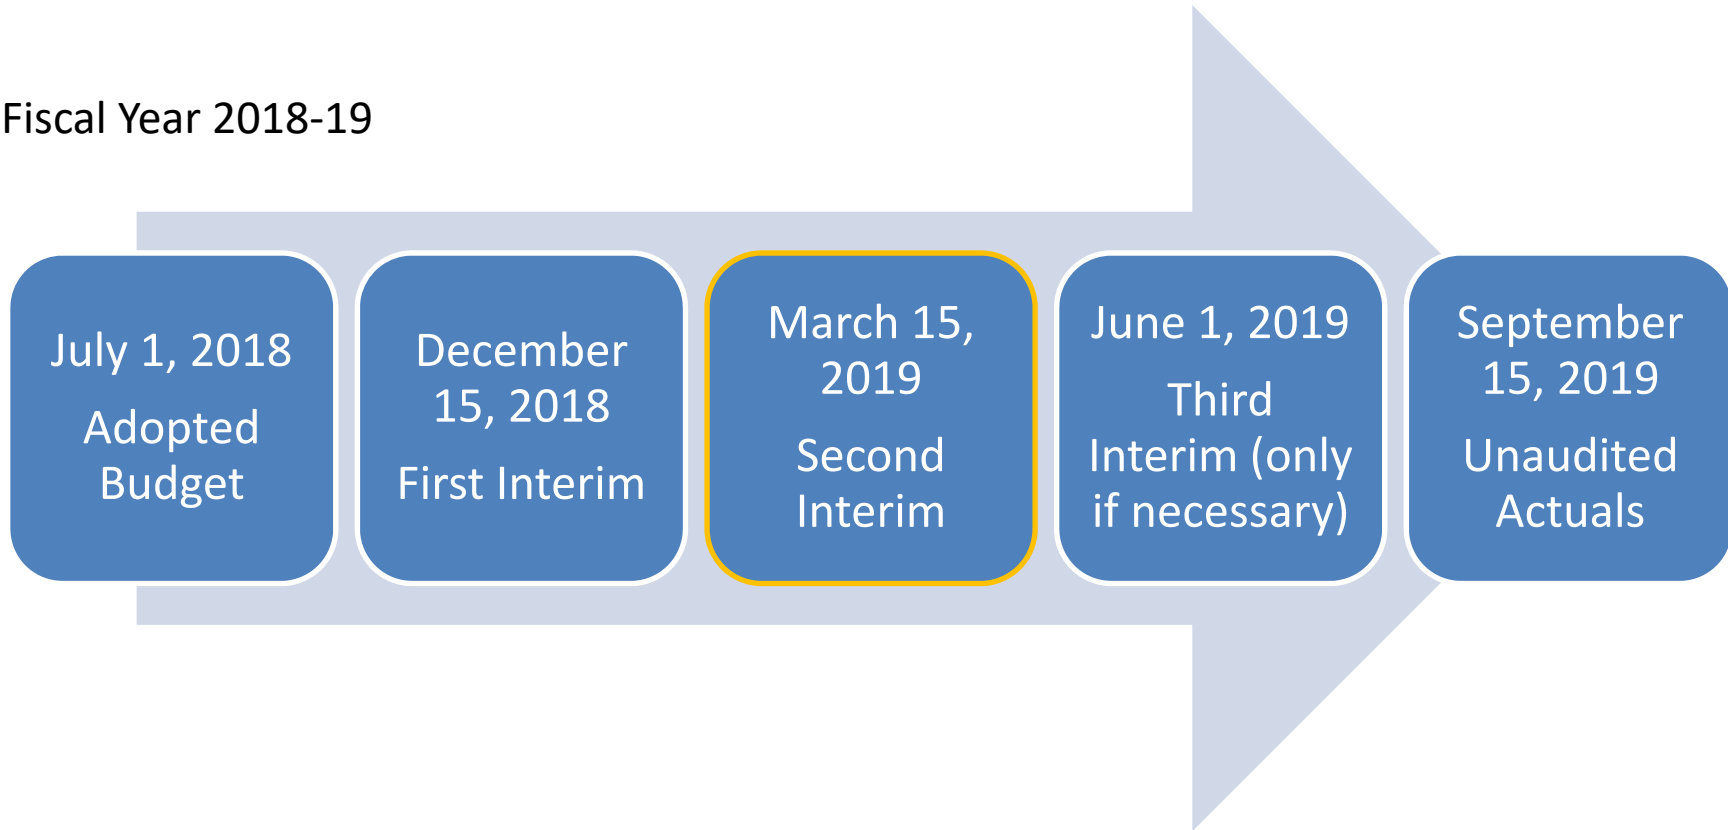 Fiscal Year 2018-19
July 1, 2018
Adopted
Budget
December
15, 2018
First Interim
March 15,
2019
Second
Interim
June 1, 2019
Third
Interim (only
if necessary)
September
15, 2019
Unaudited
Actuals